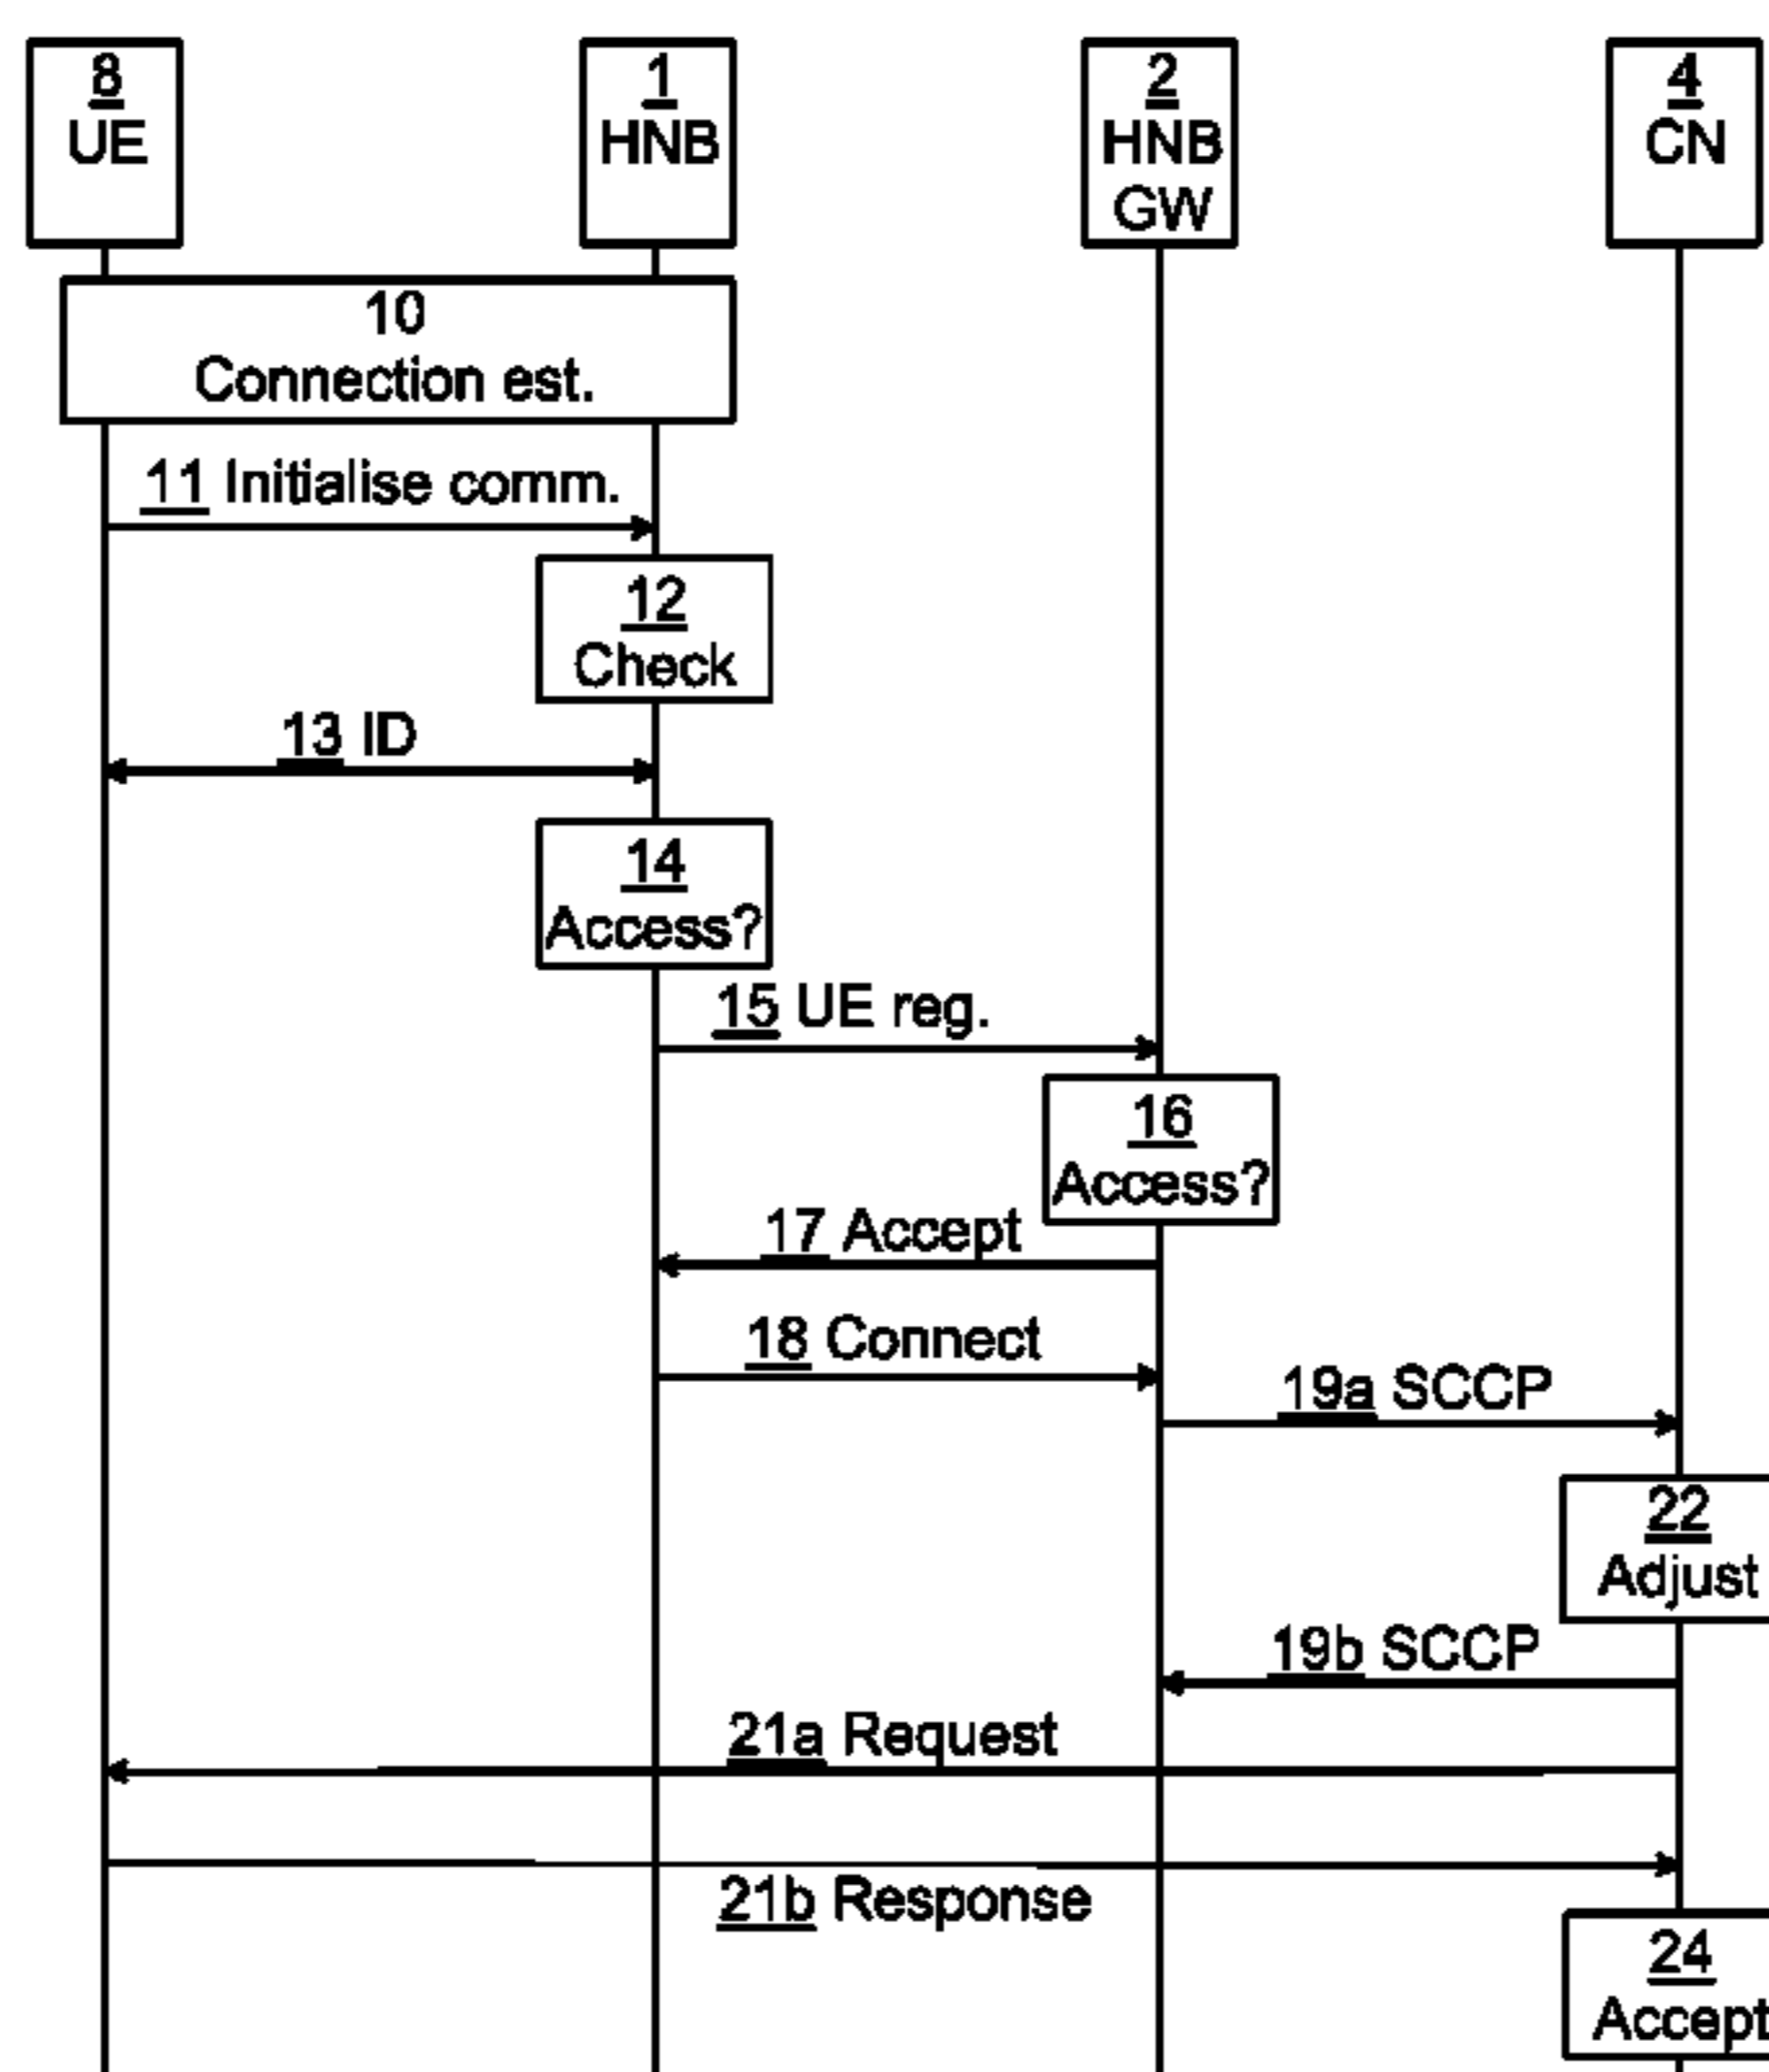 8
UE
1
HNB
2
HNB
GW
4
CN
10
Connection est.
11 Initialise comm.
12
Check
13 ID
14
Access?
15 UE reg.
16
Access?
17 Accept
18 Connect
19a SCCP
22
Adjust
19b SCCP
21a Request
21b Response
24
Accept